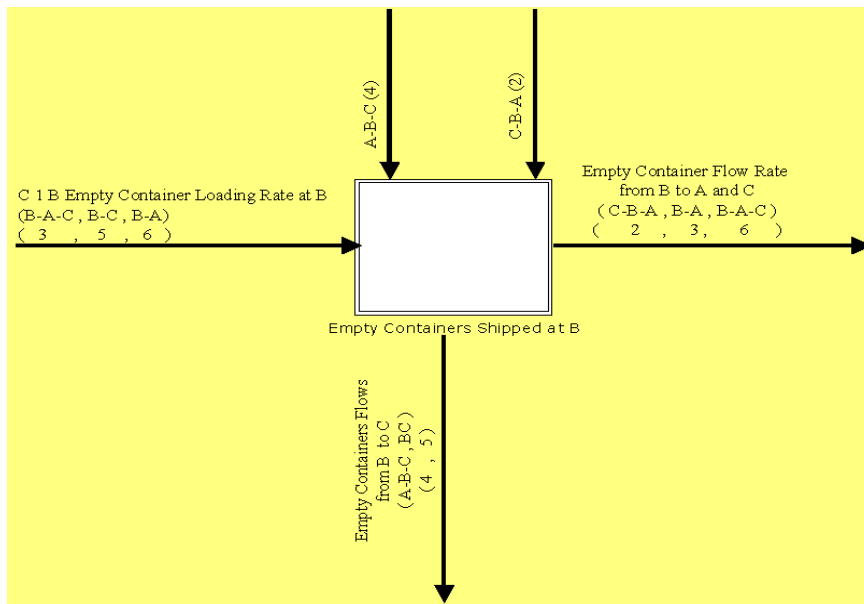 A-B-C (4)
C-B-A (2)
C 1 B Empty Container Loading Rate at B
(B-A-C , B-C , B-A)
( 3 , 5 , 6 )
Empty Container Flow Rate
from B to A and C
( C-B-A , B-A , B-A-C )
( 2 , 3, 6 )
Empty Containers Shipped at B
Empty Containers Flows
from B to C
( A-B-C , BC )
( 4 , 5 )